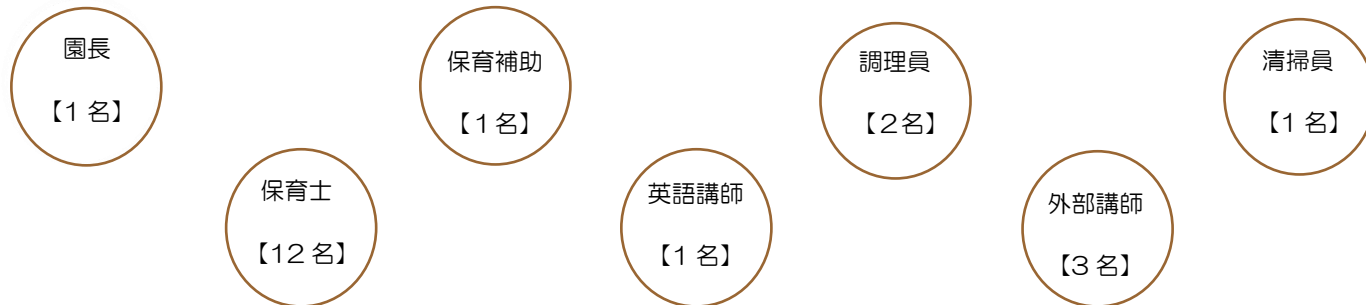 園長
【1 名】
保育士
【12 名】
保育補助
【1 名】
英語講師
【1 名】
調理員
【2名】
外部講師
【3 名】
清掃員
【1 名】